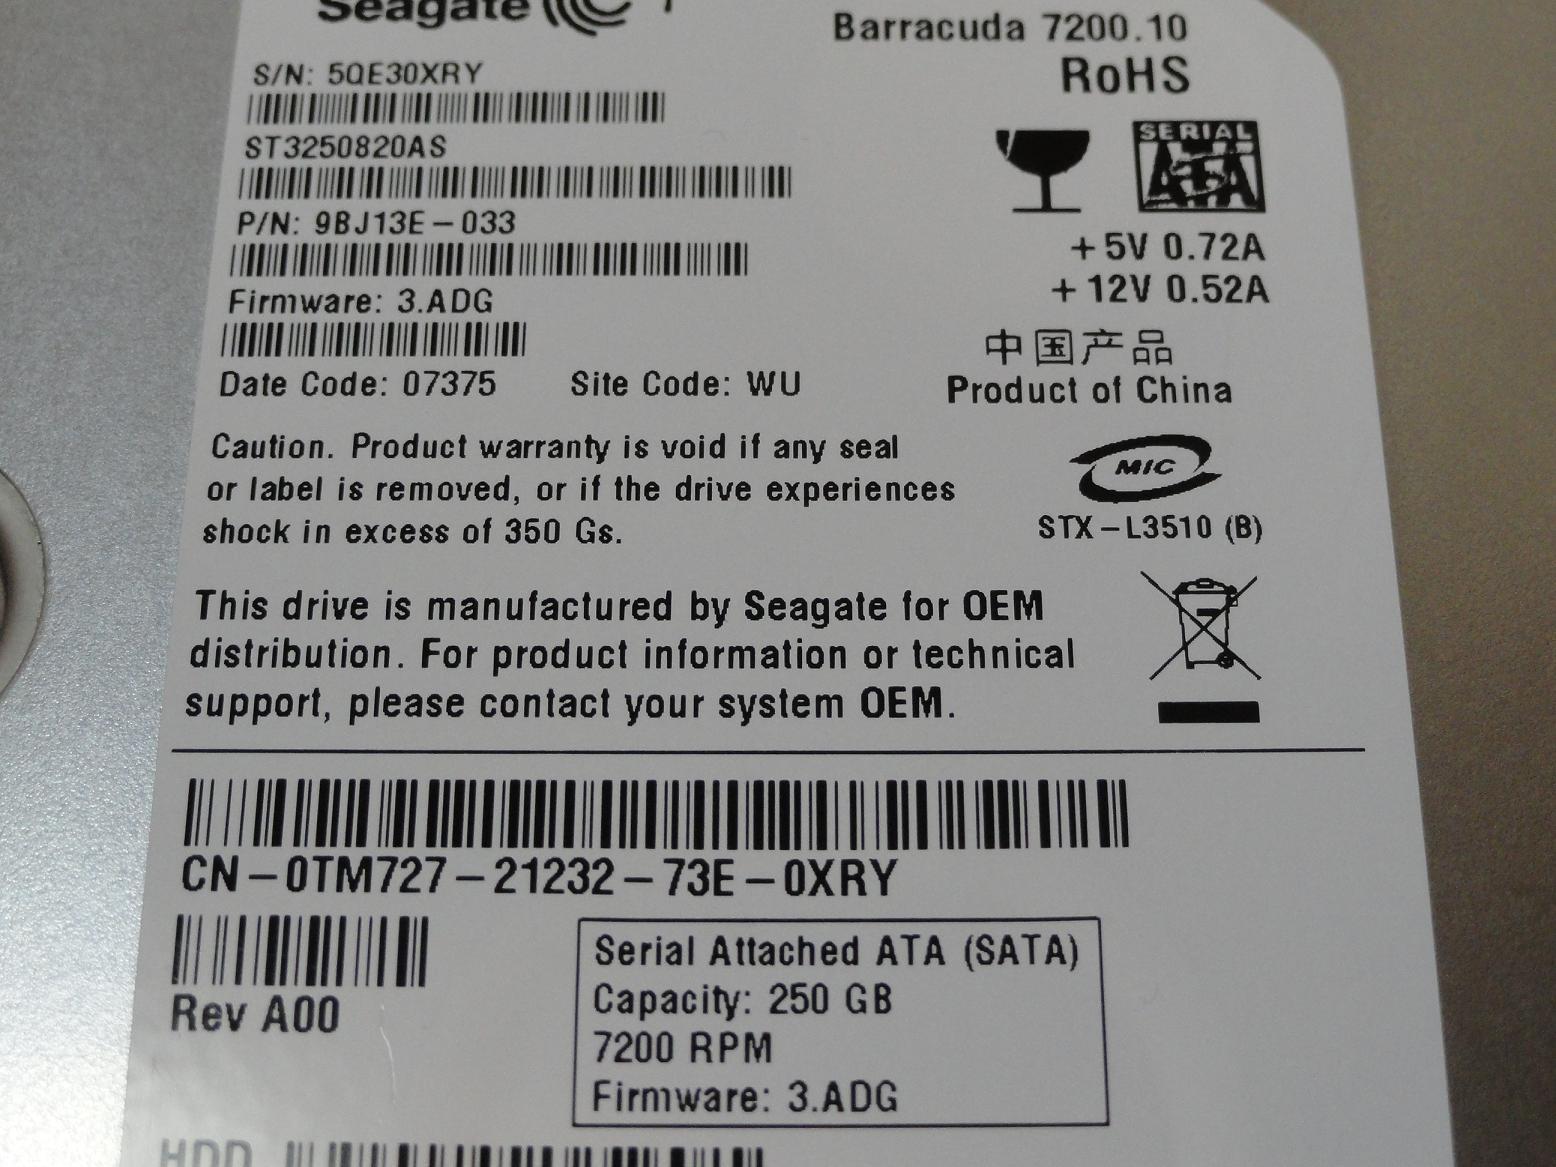 Seagate
Barracuda 7200.10
RoHS
S/N: 5QE30XRY
ST3250820AS
SERIAL
ATA
P/N: 9BJ13E-033
+5V 0.72A
+12V 0.52A
Firmware: 3.ADG
中国产品
Date Code: 07375 Site Code: WU
Product of China
Caution. Product warranty is void if any seal
or label is removed, or if the drive experiences
shock in excess of 350 Gs.
MIC
STX-L3510 (B)
This drive is manufactured by Seagate for OEM
distribution. For product information or technical
support, please contact your system OEM.
CN-0TM727-21232-73E-0XRY
Rev A00
Serial Attached ATA (SATA)
Capacity: 250 GB
7200 RPM
Firmware: 3.ADG
HDD